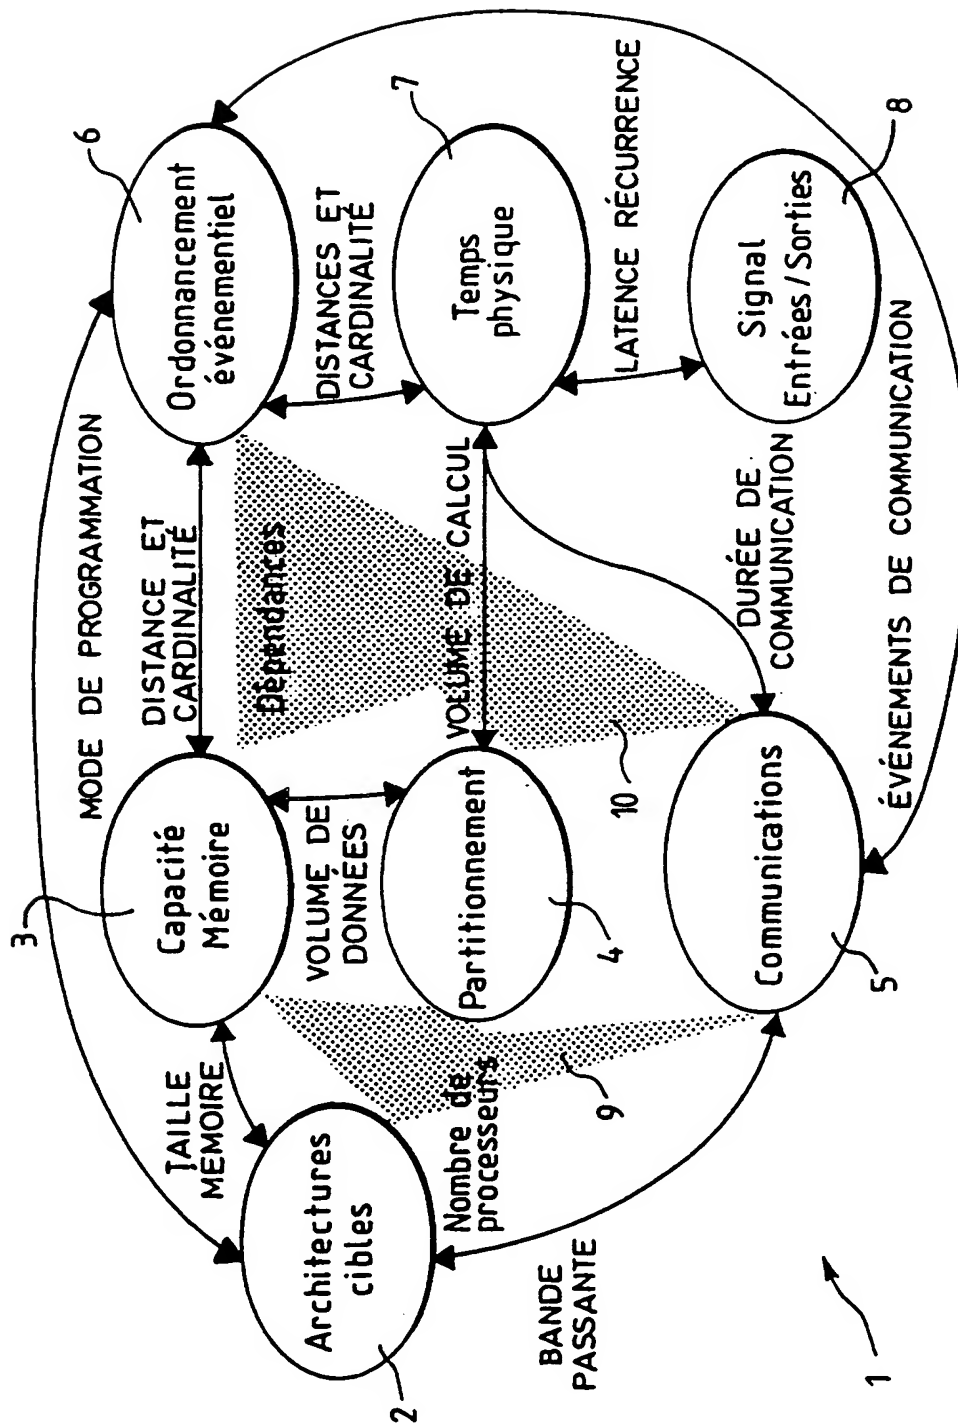 MODE DE PROGRAMMATION
3
6
TAILLE
MÉMOIRE
Capacité
Mémoire
DISTANCE ET
CARDINALITÉ
Ordonnancement
événementiel
Architectures
cibles
2
VOLUME DE
DONNÉES
Dépendances
DISTANCES ET
CARDINALITÉ
7
Nombre de
processeurs
Partitionnement
4
VOLUME DE CALCUL
Temps
physique
9
10
LATENCE RÉCURRENCE
BANDE
PASSANTE
Communications
5
DURÉE DE
COMMUNICATION
Signal
Entrées/Sorties
8
ÉVÉNEMENTS DE COMMUNICATION
1